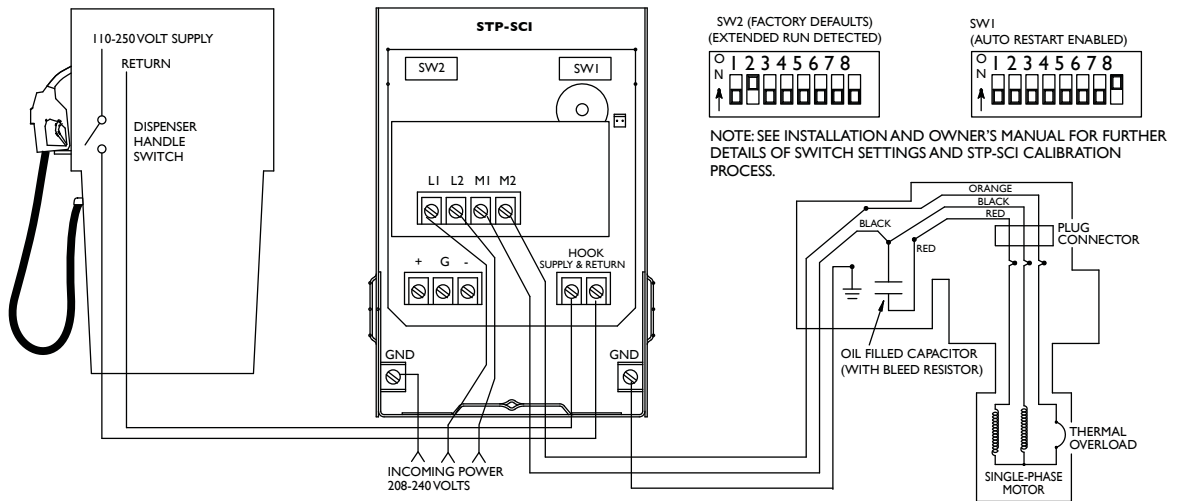 110-250 VOLT SUPPLY
RETURN
DISPENSER
HANDLE
SWITCH
STP-SCI
SW2
SW1
L1 L2 M1 M2
+ G -
HOOK
SUPPLY & RETURN
GND
GND
INCOMING POWER
208-240 VOLTS
SW2 (FACTORY DEFAULTS)
(EXTENDED RUN DETECTED)
ON
1 2 3 4 5 6 7 8
SW1
(AUTO RESTART ENABLED)
ON
1 2 3 4 5 6 7 8
NOTE: SEE INSTALLATION AND OWNER'S MANUAL FOR FURTHER
DETAILS OF SWITCH SETTINGS AND STP-SCI CALIBRATION
PROCESS.
ORANGE
BLACK
RED
BLACK
RED
PLUG
CONNECTOR
OIL FILLED CAPACITOR
(WITH BLEED RESISTOR)
THERMAL
OVERLOAD
SINGLE-PHASE
MOTOR